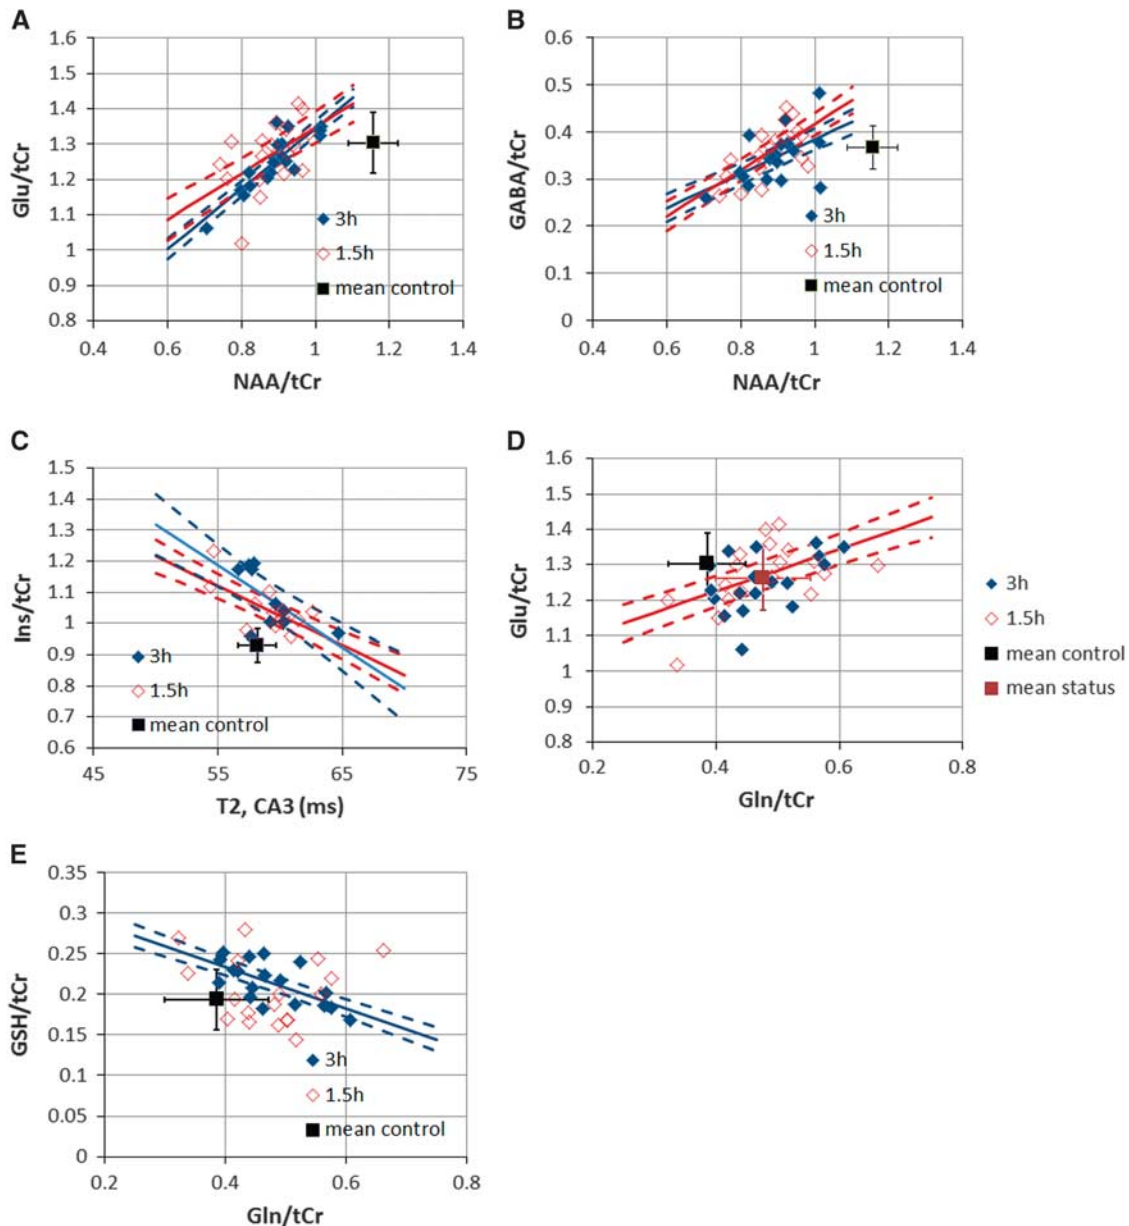 A
Glu/tCr
1.6
1.5
1.4
1.3
1.2
1.1
1
0.9
0.8
0.4 0.6 0.8 1 1.2 1.4
NAA/tCr
3h
1.5h
mean control
B
GABA/tCr
0.6
0.5
0.4
0.3
0.2
0.1
0
0.4 0.6 0.8 1 1.2 1.4
NAA/tCr
3h
1.5h
mean control
C
Ins/tCr
1.5
1.4
1.3
1.2
1.1
1
0.9
0.8
0.7
0.6
45 55 65 75
T2, CA3 (ms)
3h
1.5h
mean control
D
Glu/tCr
1.6
1.5
1.4
1.3
1.2
1.1
1
0.9
0.8
0.2 0.4 0.6 0.8
Gln/tCr
3h
1.5h
mean control
mean status
E
GSH/tCr
0.35
0.3
0.25
0.2
0.15
0.1
0.05
0
0.2 0.4 0.6 0.8
Gln/tCr
3h
1.5h
mean control